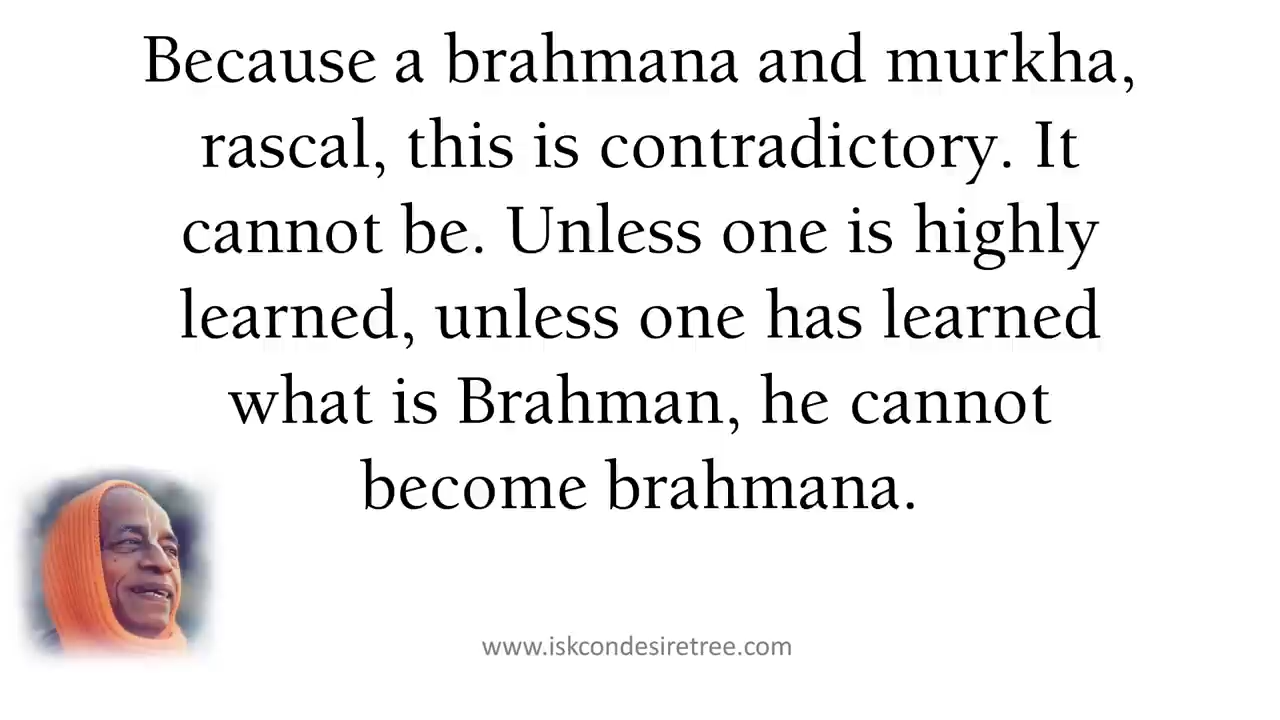 Because a brahmana and murkha,
rascal, this is contradictory. It
cannot be. Unless one is highly
learned, unless one has learned
what is Brahman, he cannot
become brahmana.
www.iskcondesiretree.com